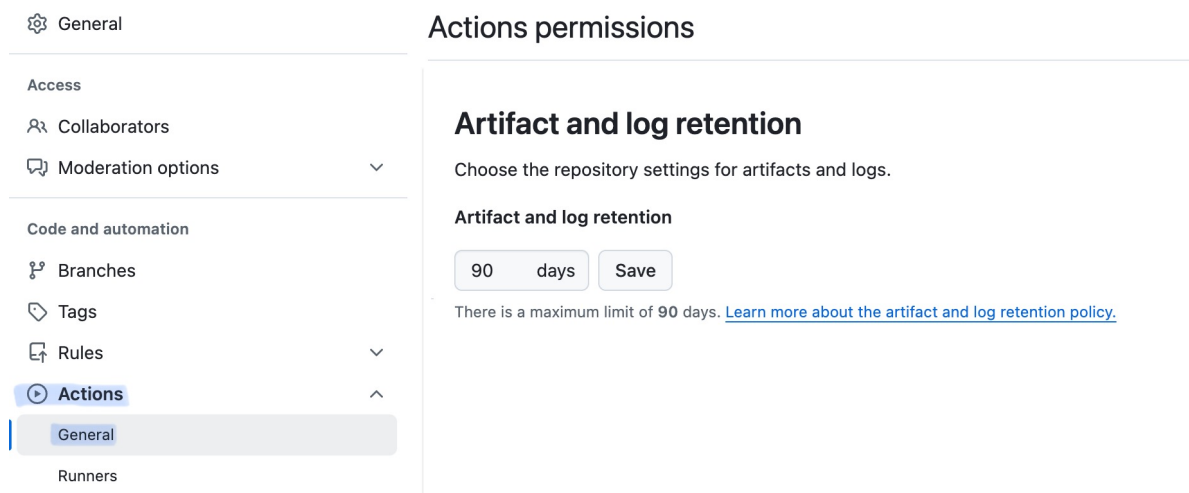 General
Access
Collaborators
Moderation options
Code and automation
Branches
Tags
Rules
Actions
General
Runners
Actions permissions
Artifact and log retention
Choose the repository settings for artifacts and logs.
Artifact and log retention
90 days Save
There is a maximum limit of 90 days. Learn more about the artifact and log retention policy.